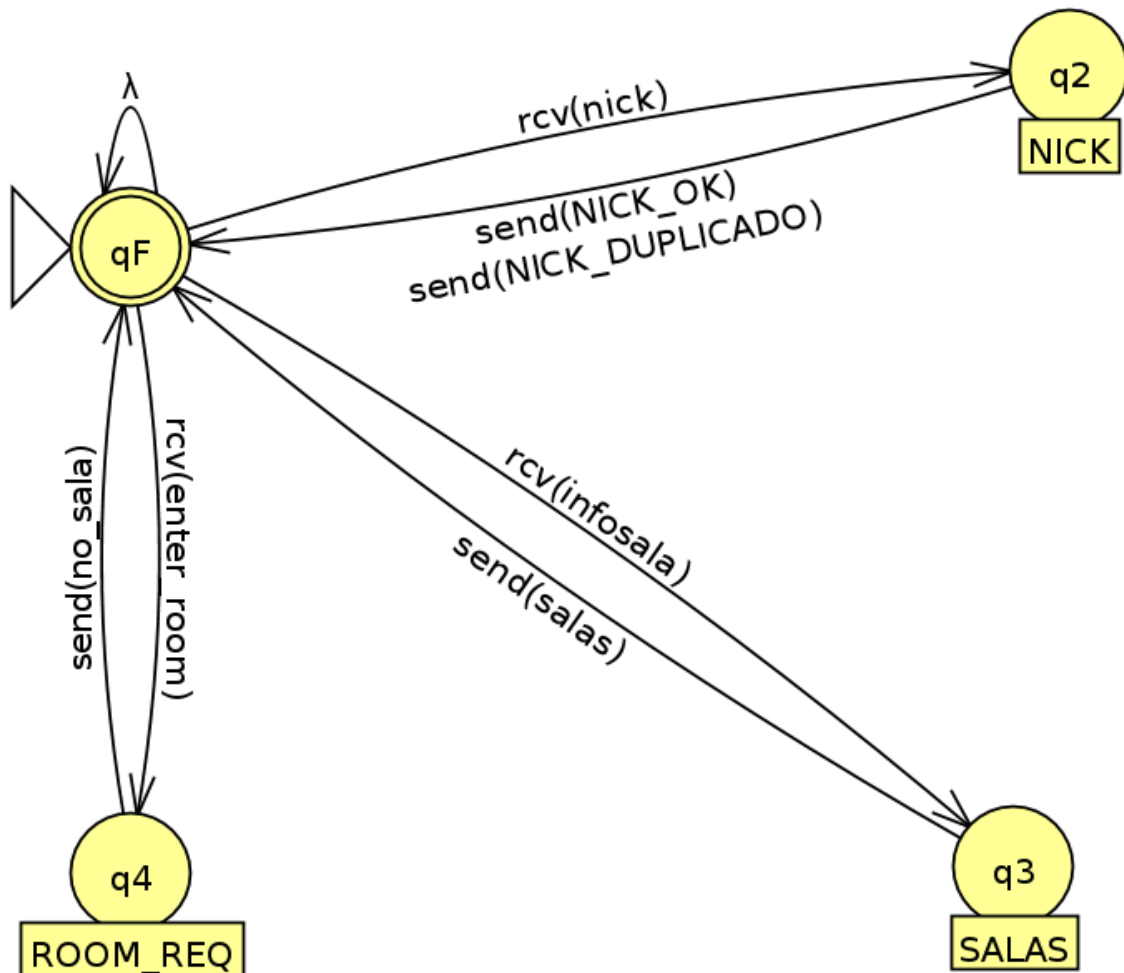 λ
q2
rcv(nick)
NICK
send(NICK_OK)
send(NICK_DUPLICADO)
qF
rcv(infosala)
send(salas)
send(no_sala)
rcv(enter_room)
q4
ROOM_REQ
q3
SALAS